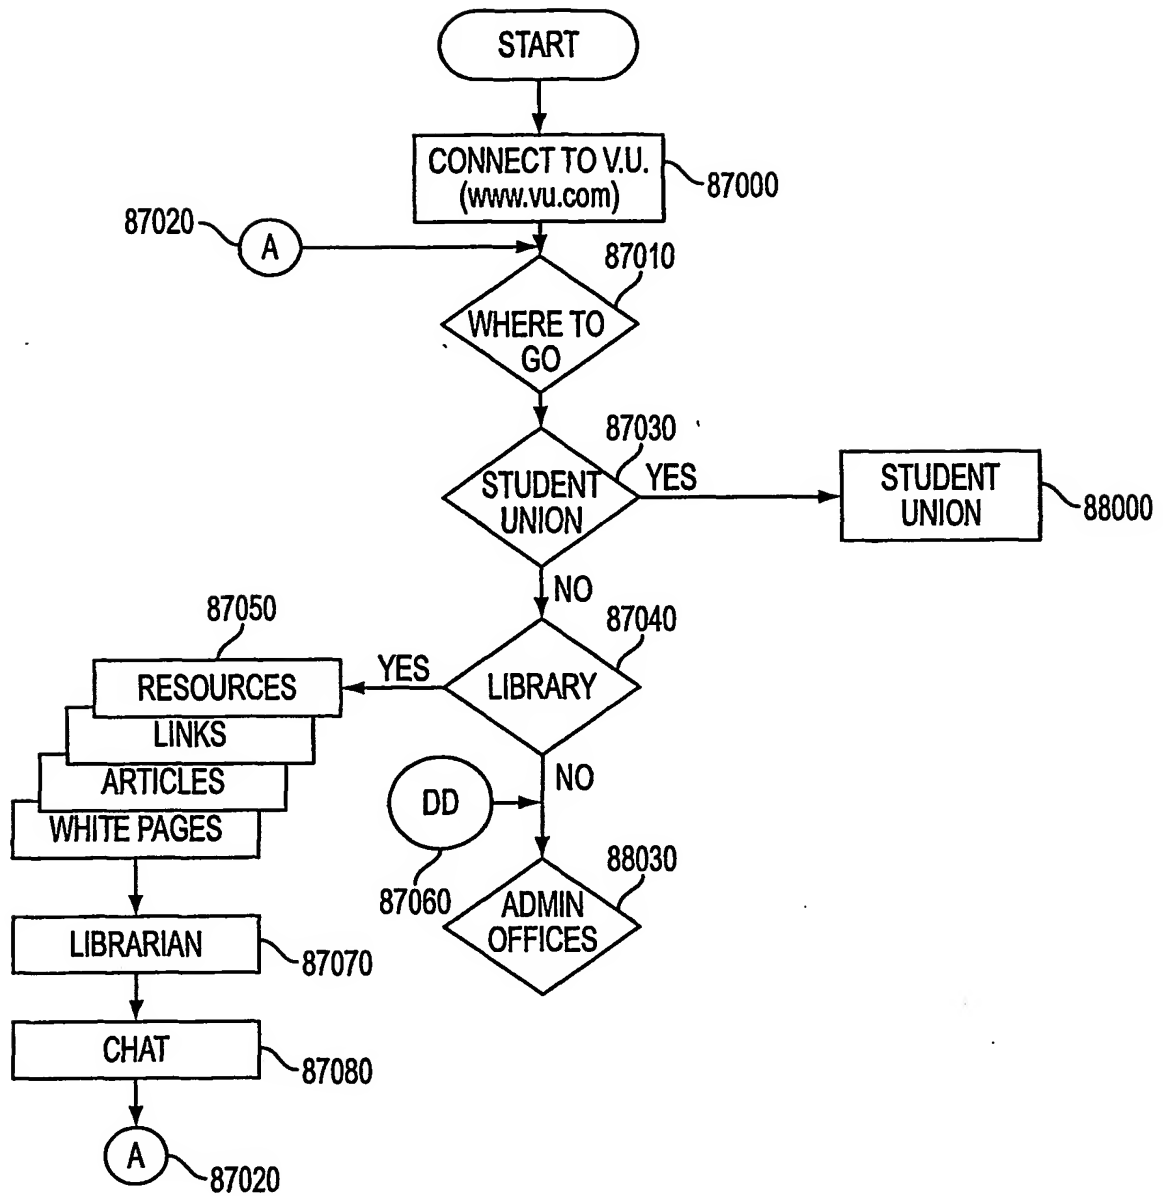 START
CONNECT TO V.U.
(www.vu.com)
87000
87020
A
87010
WHERE TO
GO
87030
STUDENT
UNION
YES
STUDENT
UNION
88000
NO
87050
87040
RESOURCES
YES
LIBRARY
LINKS
ARTICLES
WHITE PAGES
NO
DD
87060
88030
ADMIN
OFFICES
LIBRARIAN
87070
CHAT
87080
A
87020